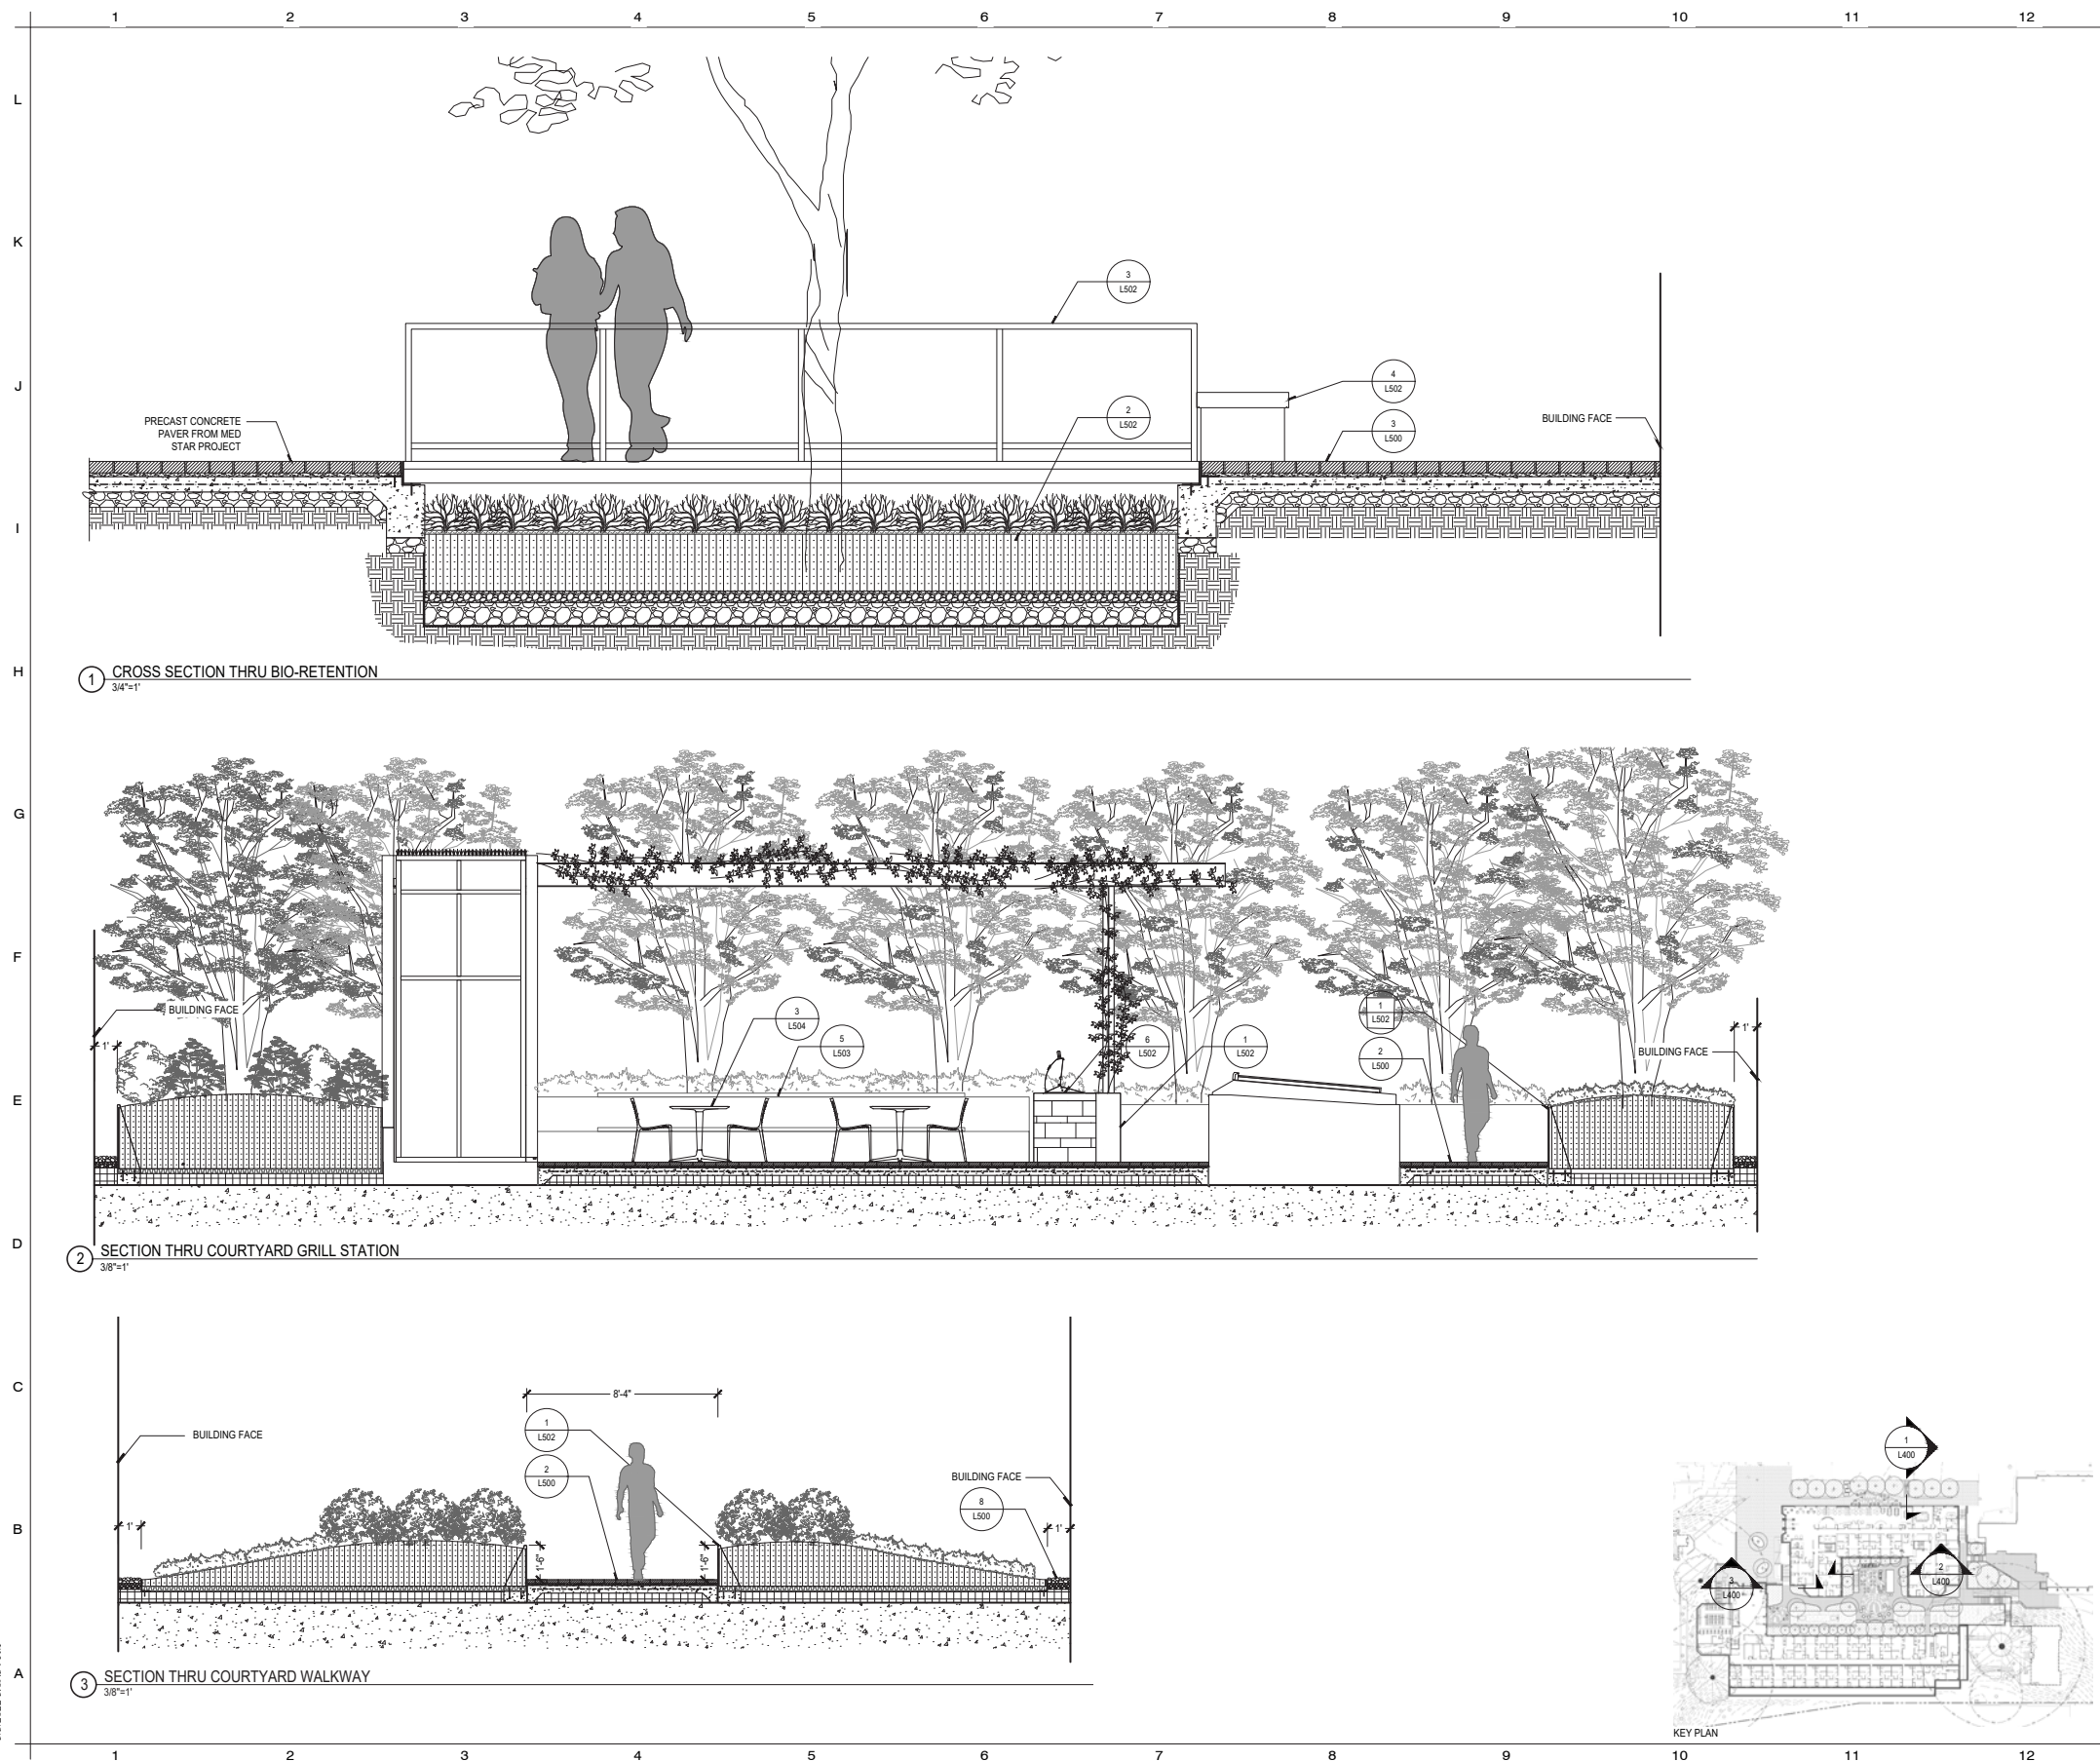 1 2 3 4 5 6 7 8 9 10 11 12
L
K
J
I
H
G
F
E
D
C
B
A
3
L502
4
L502
2
L502
3
L500
PRECAST CONCRETE
PAVER FROM MED
STAR PROJECT
BUILDING FACE
1 CROSS SECTION THRU BIO-RETENTION
3/4"=1'
BUILDING FACE
1'
3
L504
5
L503
6
L502
1
L502
1
L502
2
L500
1'
BUILDING FACE
2 SECTION THRU COURTYARD GRILL STATION
3/8"=1'
8'-4"
BUILDING FACE
1
L502
2
L500
BUILDING FACE
8
L500
1'
1'
1'-6"
1'-6"
3 SECTION THRU COURTYARD WALKWAY
3/8"=1'
1
L400
2
L400
3
L400
KEY PLAN
1 2 3 4 5 6 7 8 9 10 11 12